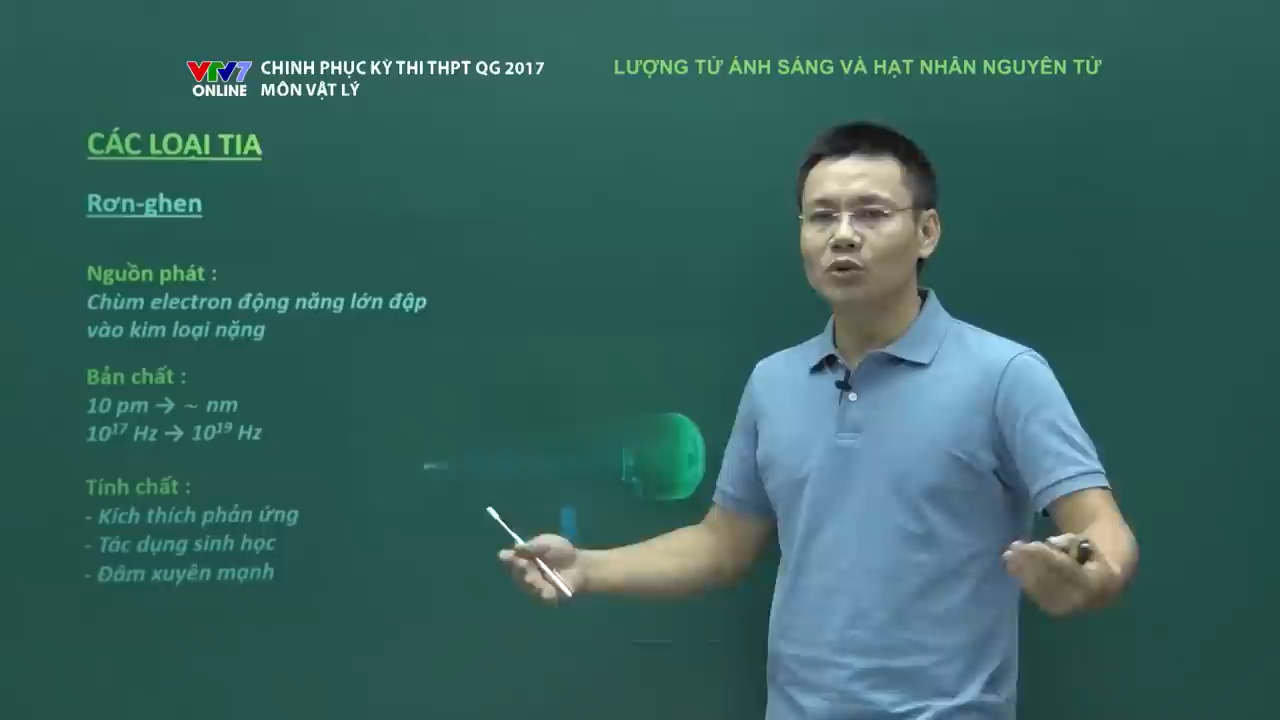 VTV7
ONLINE
CHINH PHỤC KỲ THI THPT QG 2017
MÔN VẬT LÝ
LƯỢNG TỬ ÁNH SÁNG VÀ HẠT NHÂN NGUYÊN TỬ
CÁC LOẠI TIA
Rơn-ghen
Nguồn phát :
Chùm electron động năng lớn đập
vào kim loại nặng
Bản chất :
10 pm → ~ nm
10¹⁷ Hz → 10¹⁹ Hz
Tính chất :
- Kích thích phản ứng
- Tác dụng sinh học
- Đâm xuyên mạnh